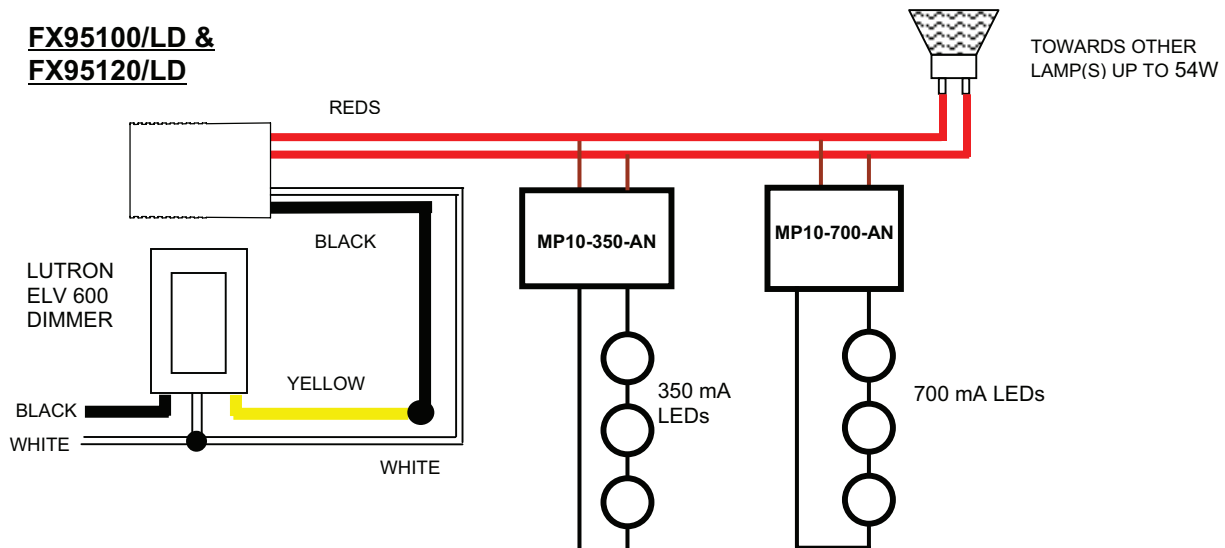 FX95100/LD &
FX95120/LD
TOWARDS OTHER
LAMP(S) UP TO 54W
REDS
MP10-350-AN
MP10-700-AN
BLACK
LUTRON
ELV 600
DIMMER
YELLOW
350 mA
LEDs
700 mA LEDs
BLACK
WHITE
WHITE